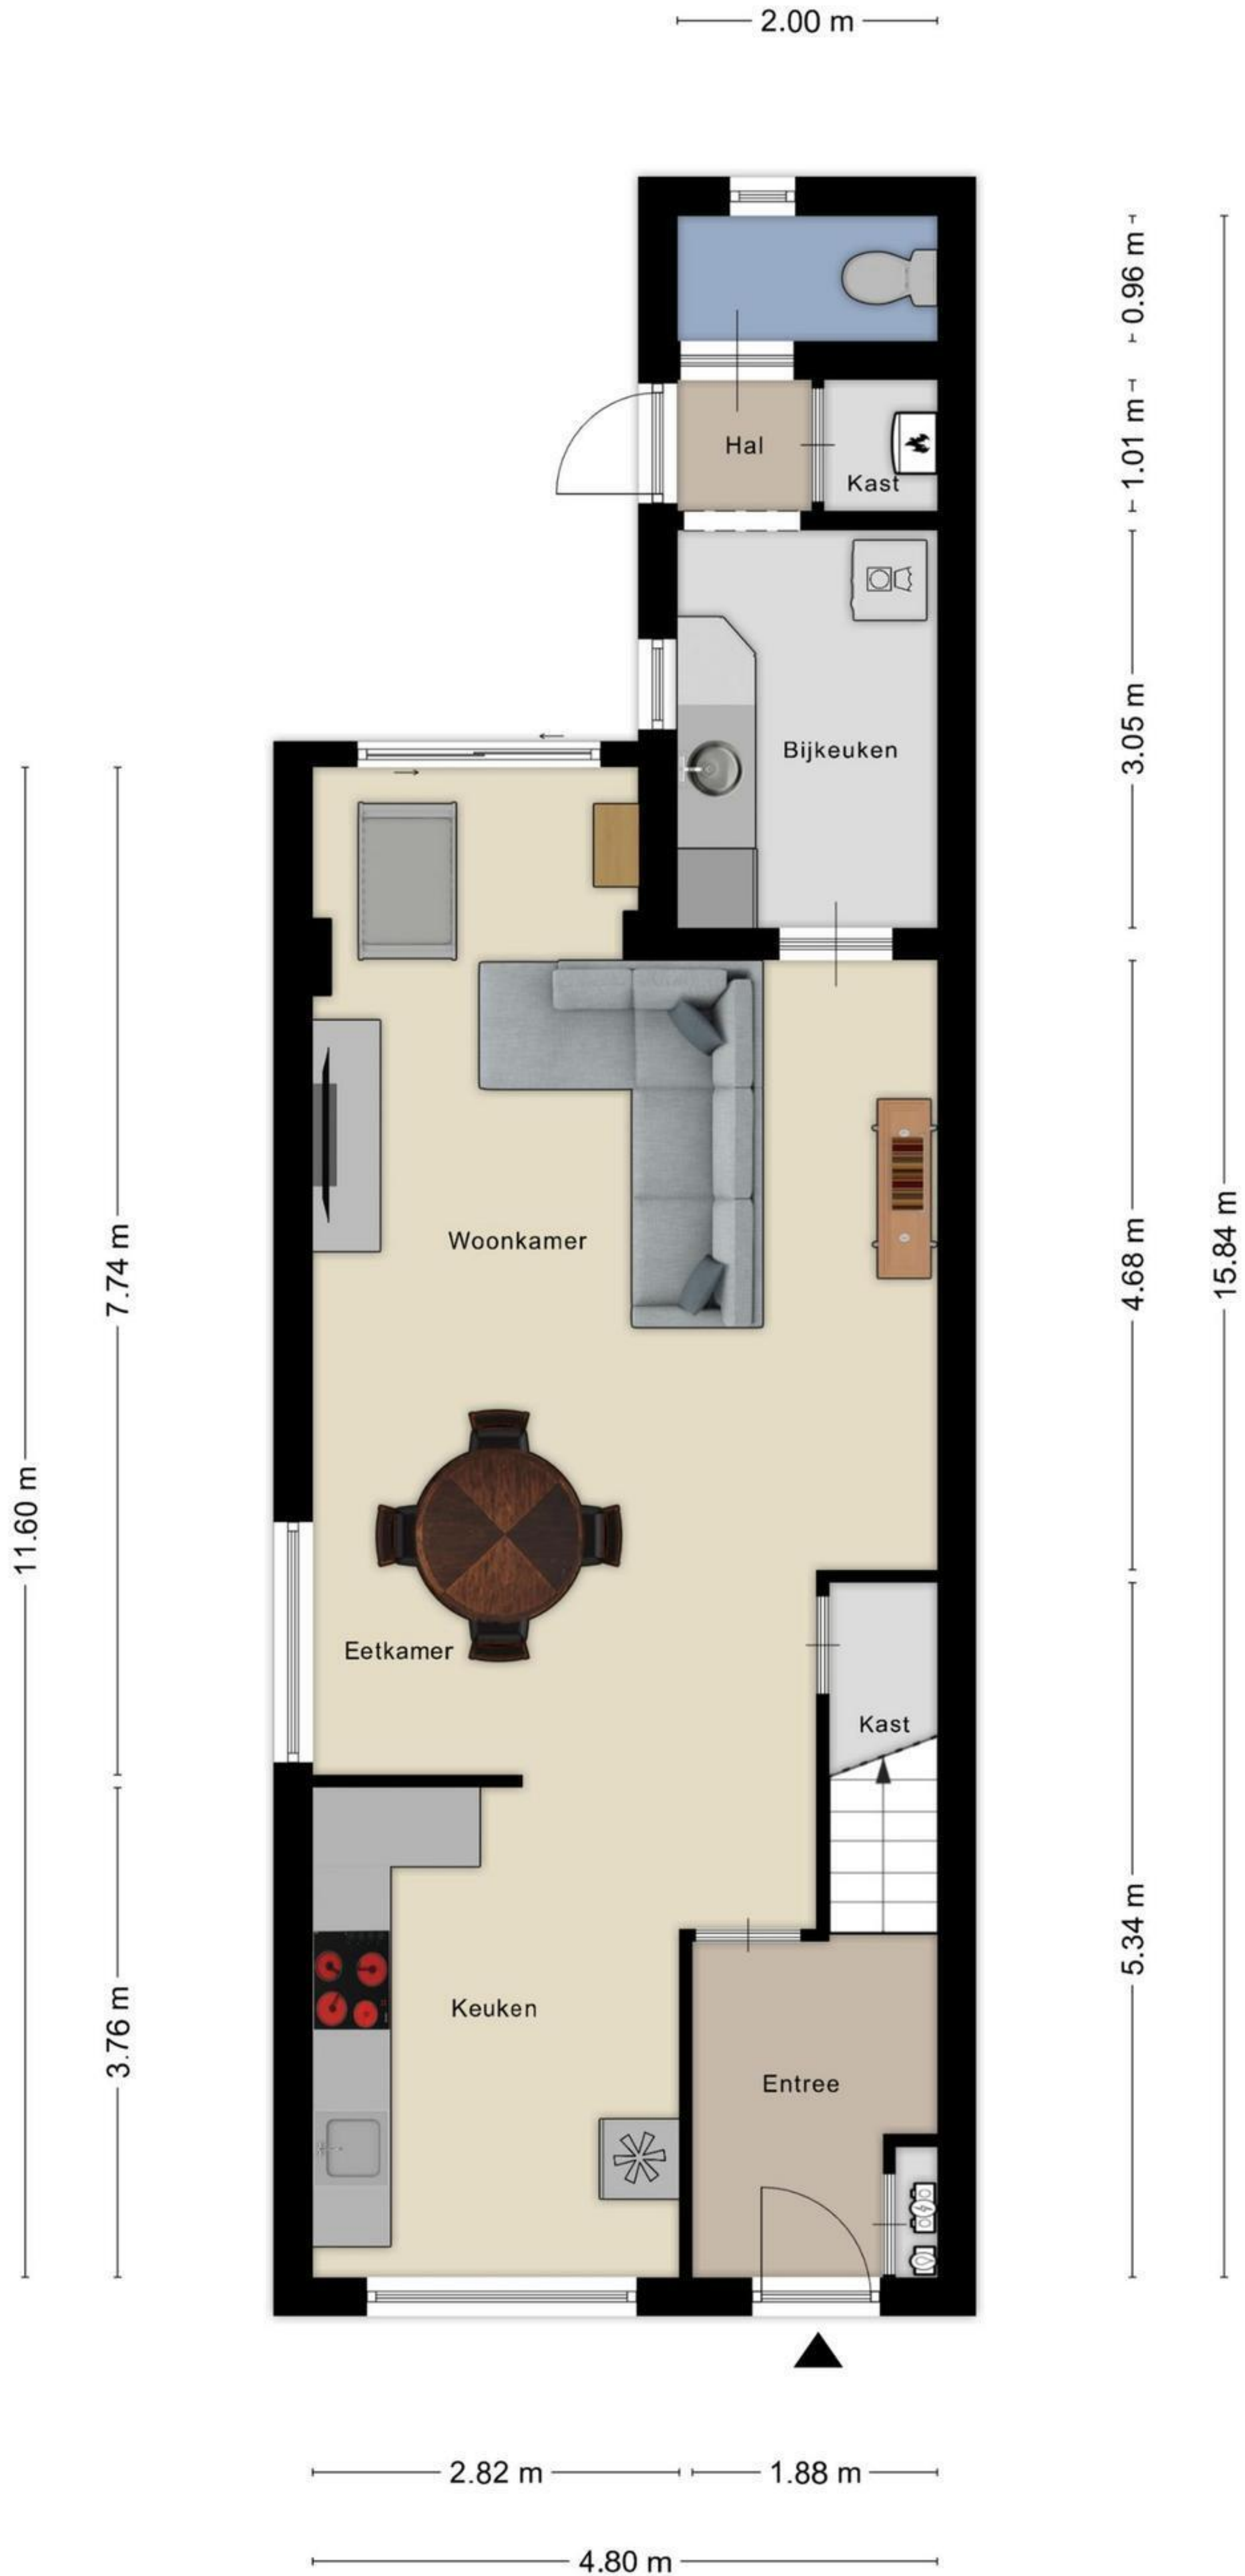 2.00 m
0.96 m
1.01 m
Hal
Kast
3.05 m
Bijkeuken
7.74 m
15.84 m
4.68 m
Woonkamer
11.60 m
Eetkamer
Kast
5.34 m
3.76 m
Keuken
Entree
2.82 m
1.88 m
4.80 m